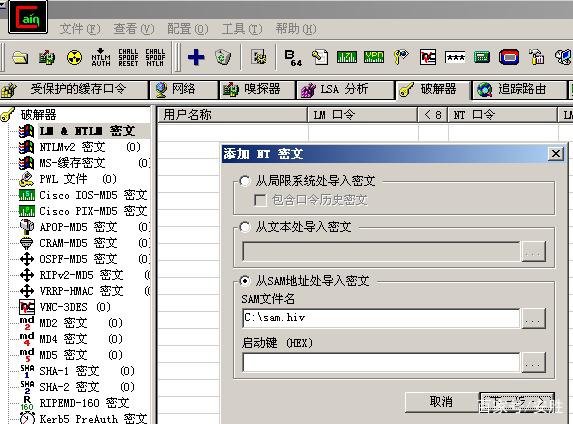 Cain
文件(F) 查看(V) 配置(O) 工具(T) 帮助(H)
NTLM AUTH CHALL SPOOF RESET CHALL SPOOF NTLM B64 VPN ***
受保护的缓存口令 网络 嗅探器 LSA 分析 破解器 追踪路由
破解器
LM & NTLM 密文
NTLMv2 密文 (0)
MS-缓存密文 (0)
PWL 文件 (0)
Cisco IOS-MD5 密文
Cisco PIX-MD5 密文
APOP-MD5 密文
CRAM-MD5 密文
OSPF-MD5 密文
RIPv2-MD5 密文
VRRP-HMAC 密文
VNC-3DES (0)
md2 MD2 密文 (0)
md4 MD4 密文 (0)
md5 MD5 密文 (0)
SHA1 SHA-1 密文 (0)
SHA2 SHA-2 密文 (0)
R160 RIPEMD-160 密文
Kerb5 PreAuth 密文
用户名称 LM 口令 < 8 NT 口令 LM
添加 NT 密文
从局限系统处导入密文
包含口令历史密文
从文本处导入密文
...
从SAM地址处导入密文
SAM文件名
C:\sam.hiv ...
启动键 (HEX)
...
取消